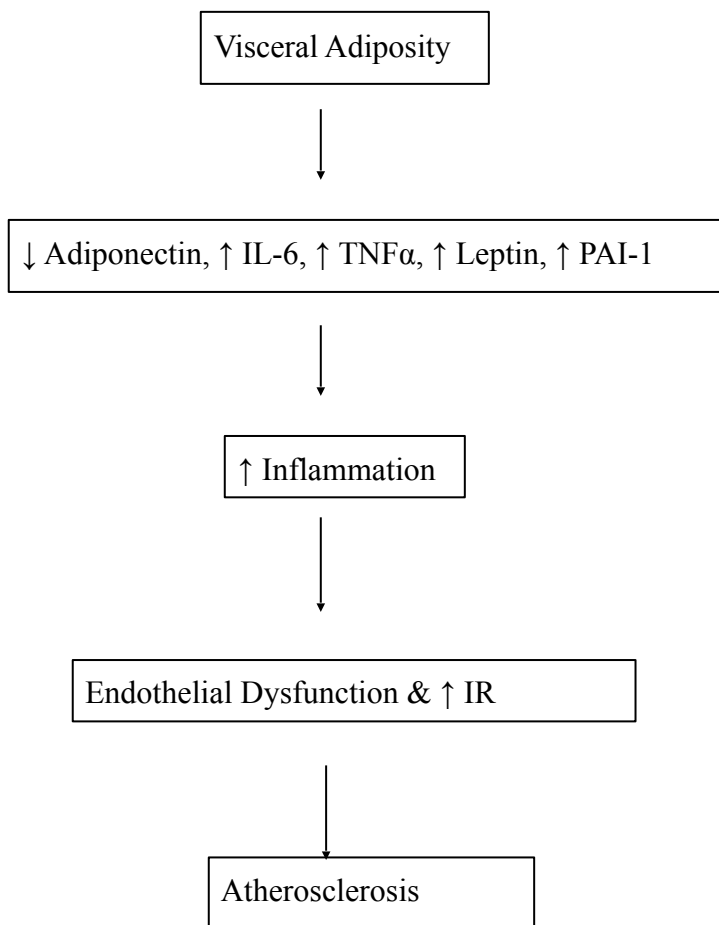 Visceral Adiposity
↓ Adiponectin, ↑ IL-6, ↑ TNFα, ↑ Leptin, ↑ PAI-1
↑ Inflammation
Endothelial Dysfunction & ↑ IR
Atherosclerosis